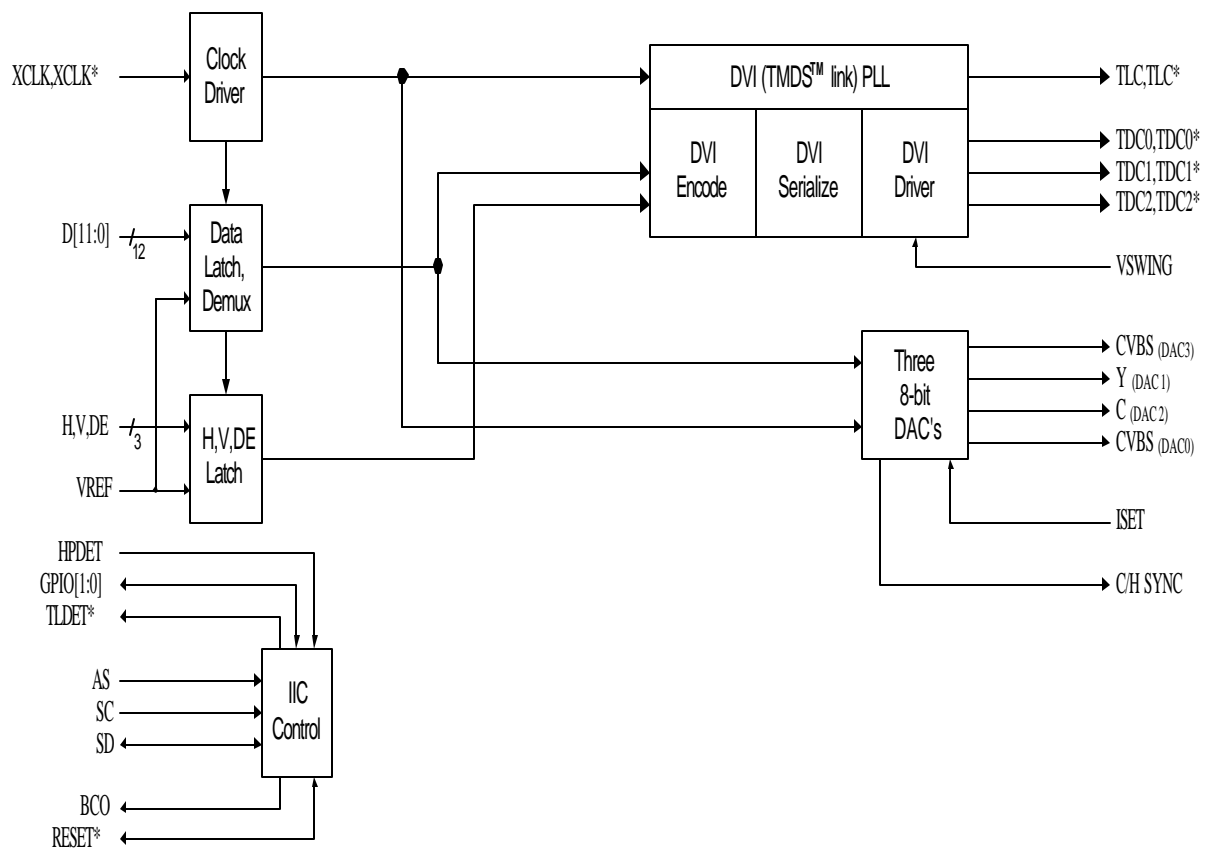 XCLK,XCLK*
Clock
Driver
DVI (TMDS™ link) PLL
TLC,TLC*
DVI
Encode
DVI
Serialize
DVI
Driver
TDC0,TDC0*
TDC1,TDC1*
TDC2,TDC2*
D[11:0]
12
Data
Latch,
Demux
VSWING
Three
8-bit
DAC's
CVBS (DAC3)
Y (DAC 1)
C (DAC 2)
CVBS (DAC0)
H,V,DE
3
H,V,DE
Latch
VREF
ISET
HPDET
GPIO[1:0]
TLDET*
C/H SYNC
AS
SC
SD
IIC
Control
BCO
RESET*